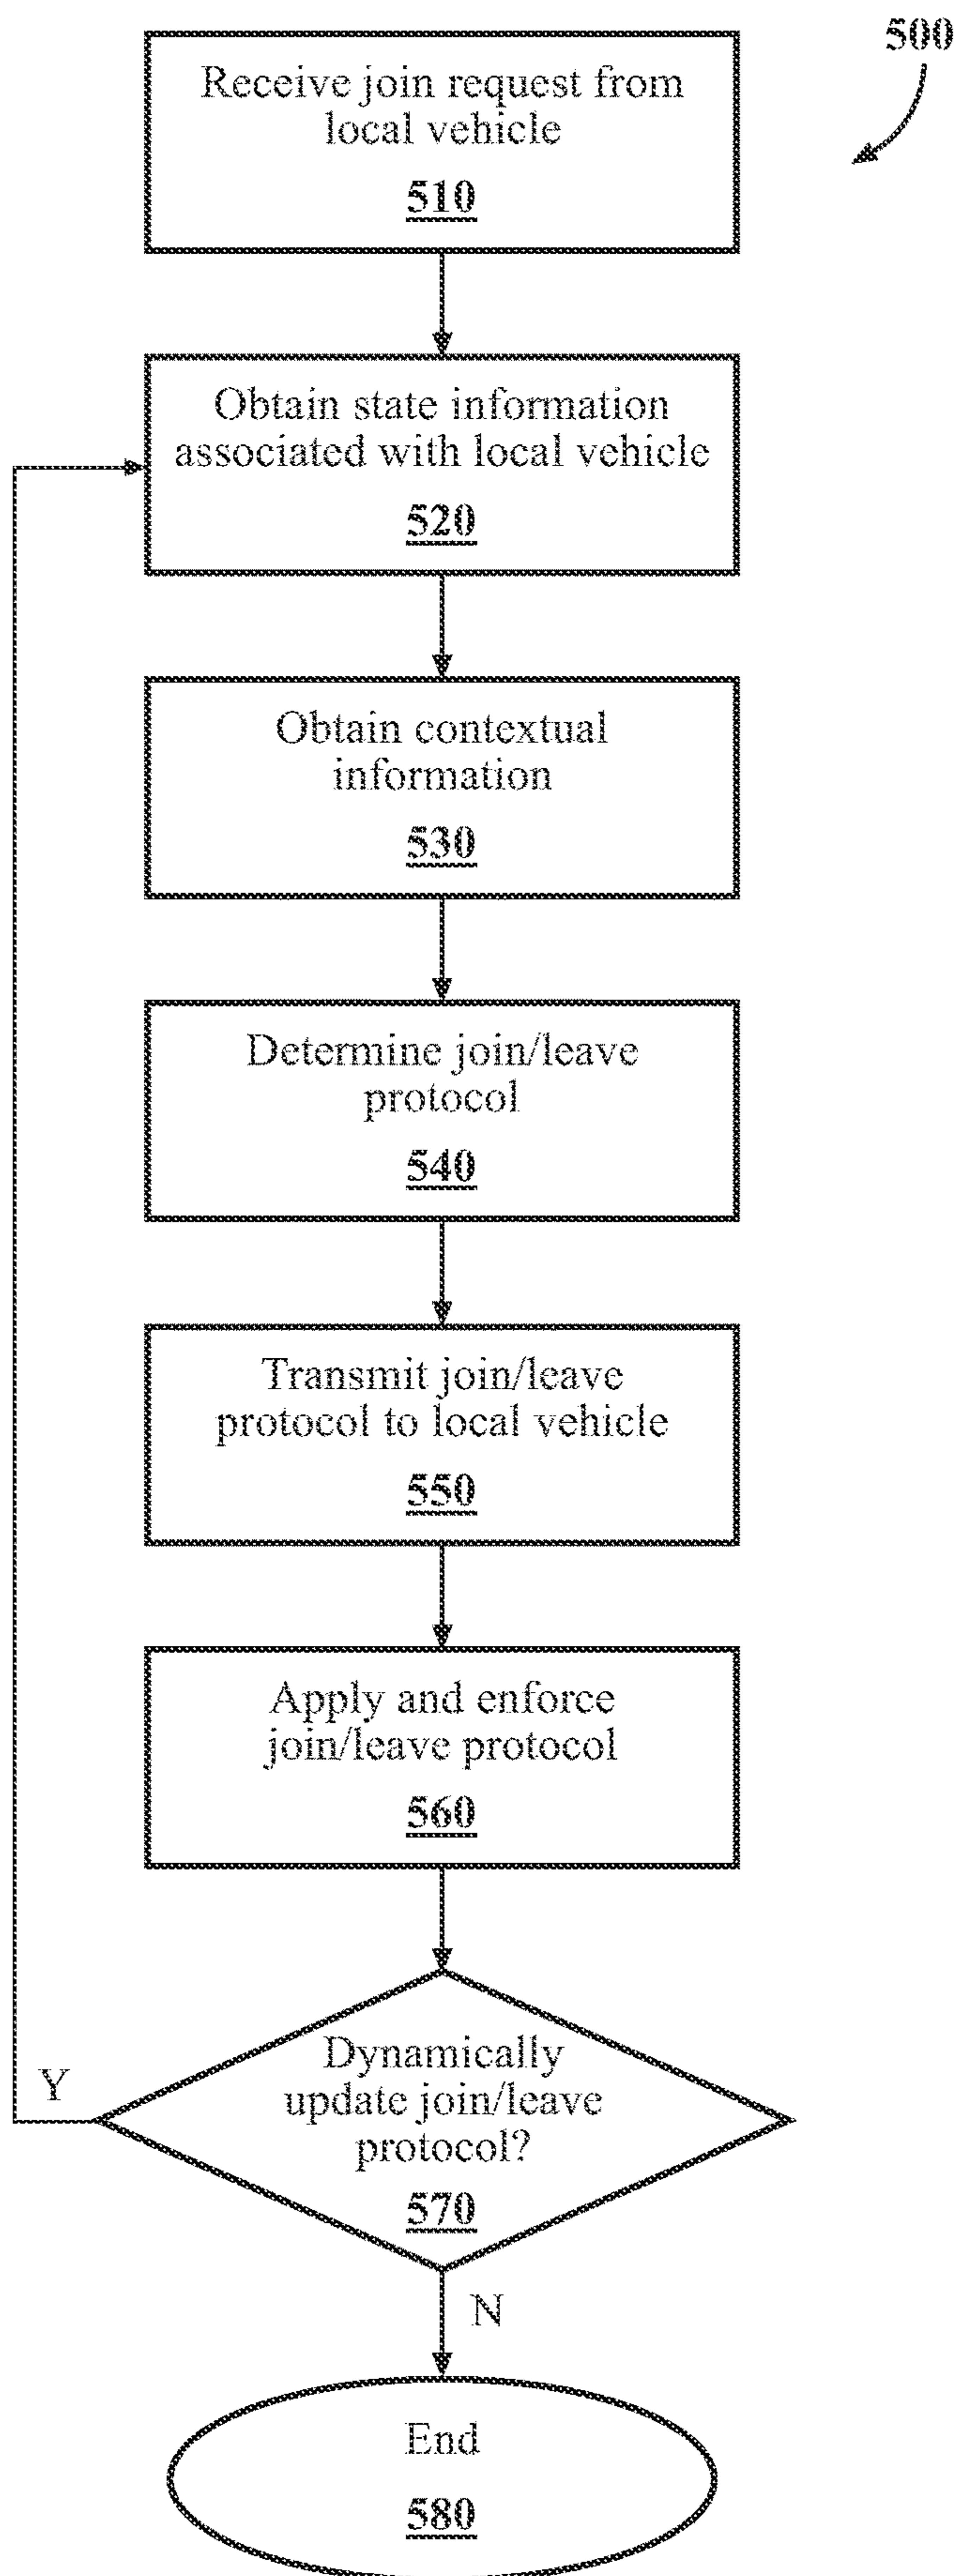 500
Receive join request from
local vehicle
510
Obtain state information
associated with local vehicle
520
Obtain contextual
information
530
Determine join/leave
protocol
540
Transmit join/leave
protocol to local vehicle
550
Apply and enforce
join/leave protocol
560
Dynamically
update join/leave
protocol?
570
Y
N
End
580